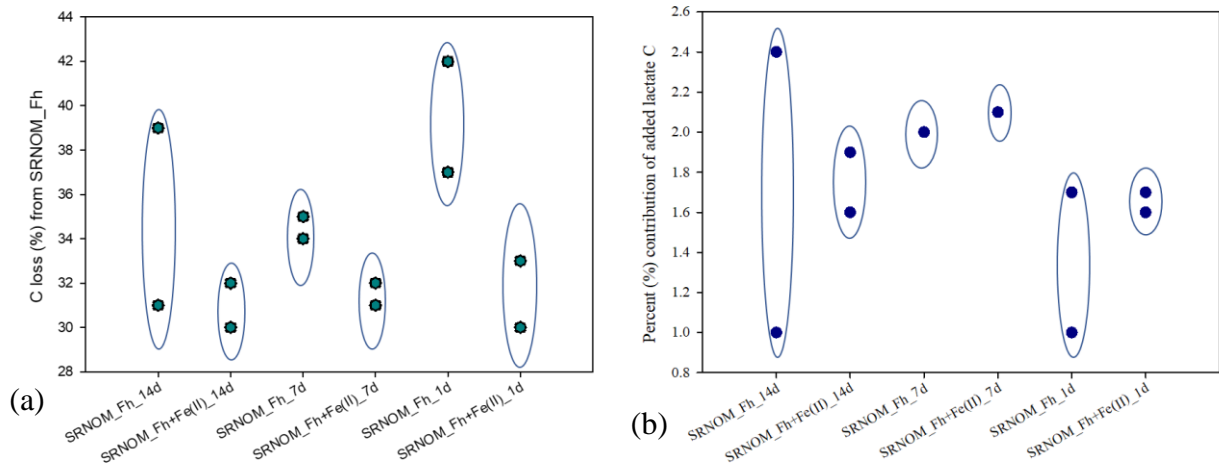 C loss (%) from SRNOM_Fh
44
42
40
38
36
34
32
30
28
SRNOM_Fh_14d
SRNOM_Fh+Fe(II)_14d
SRNOM_Fh_7d
SRNOM_Fh+Fe(II)_7d
SRNOM_Fh_1d
SRNOM_Fh+Fe(II)_1d
(a)
Percent (%) contribution of added lactate C
2.6
2.4
2.2
2.0
1.8
1.6
1.4
1.2
1.0
0.8
SRNOM_Fh_14d
SRNOM_Fh+Fe(II)_14d
SRNOM_Fh_7d
SRNOM_Fh+Fe(II)_7d
SRNOM_Fh_1d
SRNOM_Fh+Fe(II)_1d
(b)